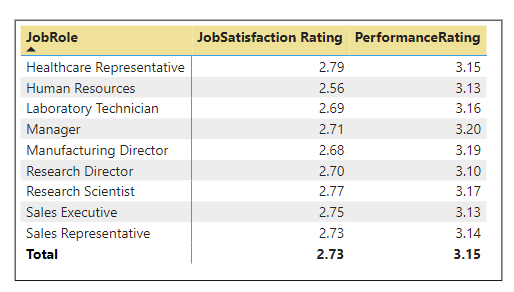 JobRole JobSatisfaction Rating PerformanceRating
Healthcare Representative 2.79 3.15
Human Resources 2.56 3.13
Laboratory Technician 2.69 3.16
Manager 2.71 3.20
Manufacturing Director 2.68 3.19
Research Director 2.70 3.10
Research Scientist 2.77 3.17
Sales Executive 2.75 3.13
Sales Representative 2.73 3.14
Total 2.73 3.15